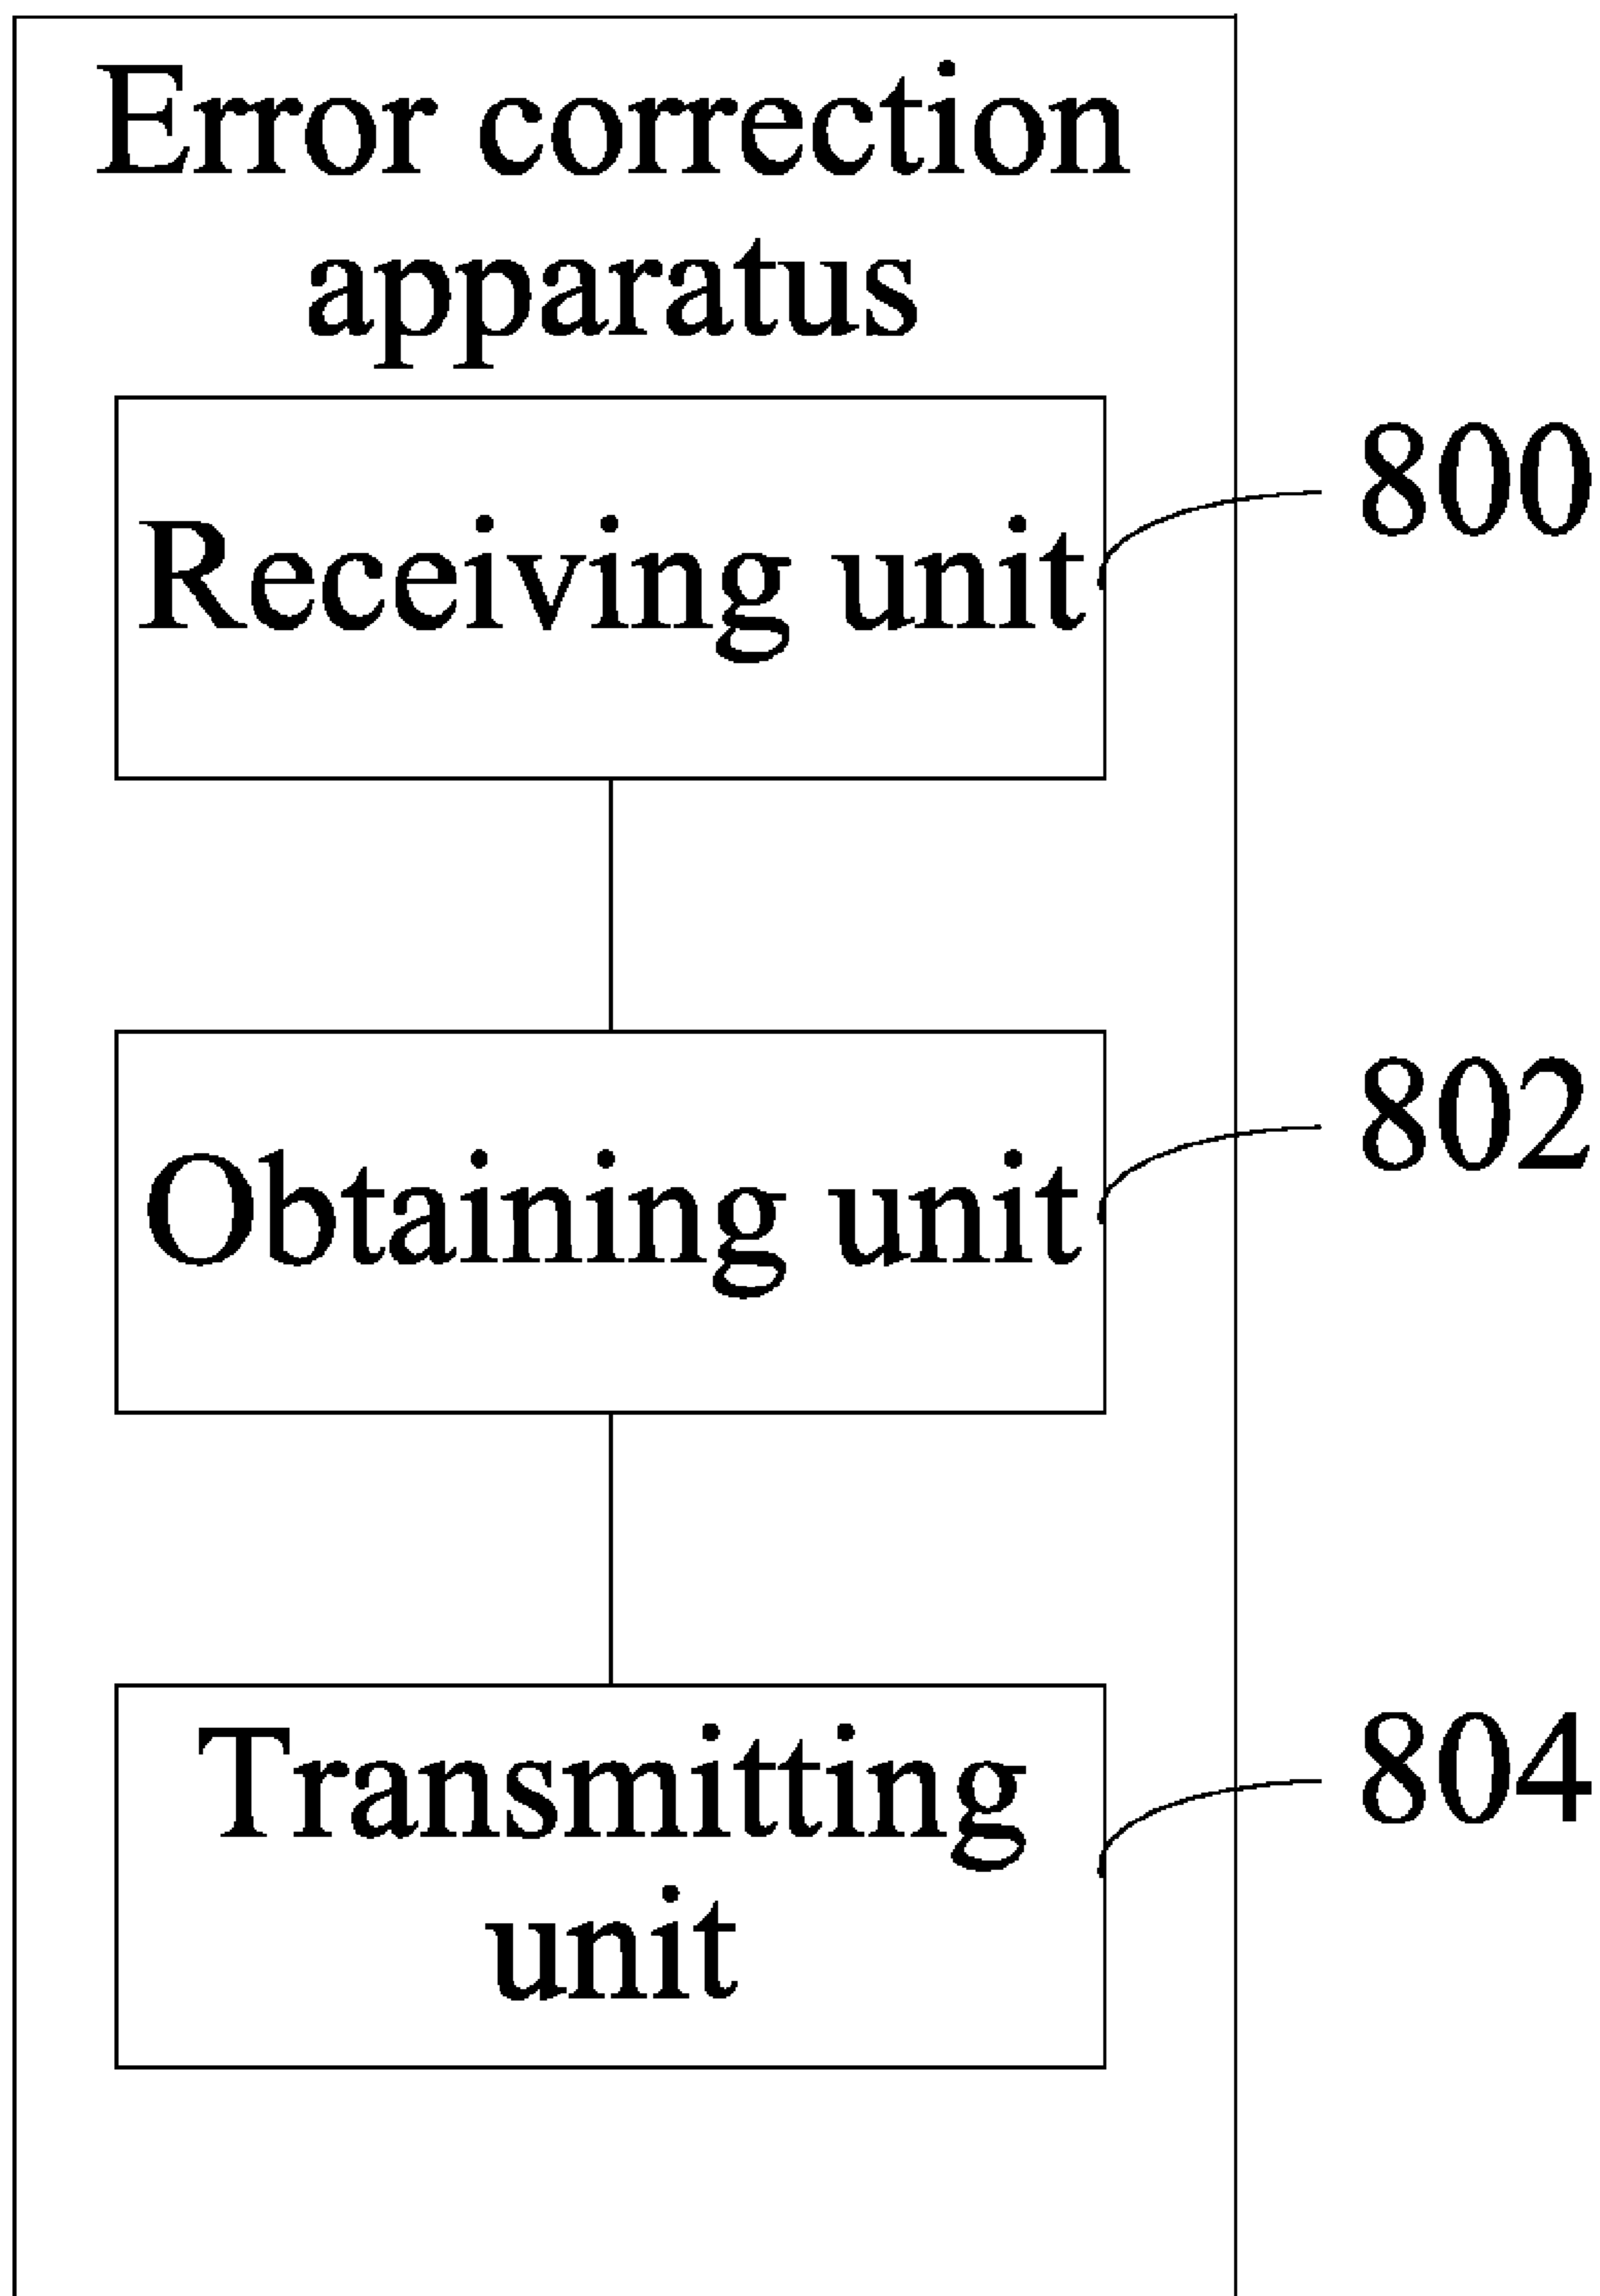 Error correction
apparatus
Receiving unit
800
Obtaining unit
802
Transmitting
unit
804